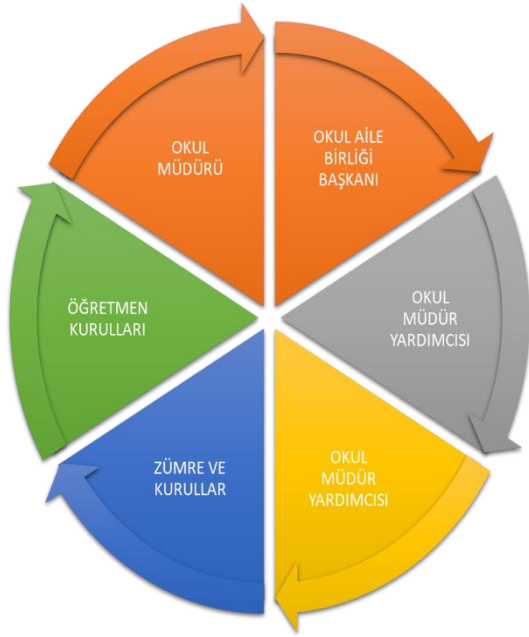 OKUL
MÜDÜRÜ
OKUL AİLE
BİRLİĞİ
BAŞKANI
OKUL
MÜDÜR
YARDIMCISI
OKUL
MÜDÜR
YARDIMCISI
ZÜMRE VE
KURULLAR
ÖĞRETMEN
KURULLARI